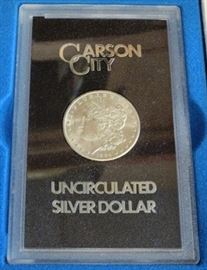 CARSON
CITY
UNCIRCULATED
SILVER DOLLAR